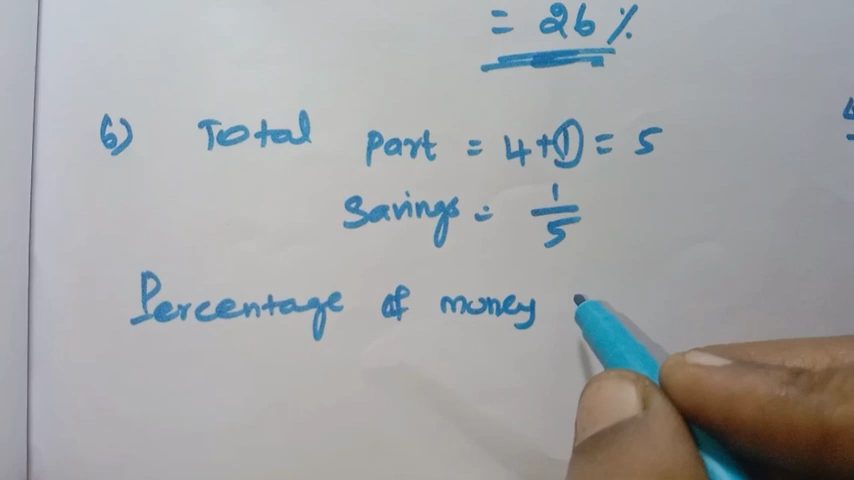 = 26 %
6) Total Part = 4+1 = 5
Savings = 1/5
Percentage of money